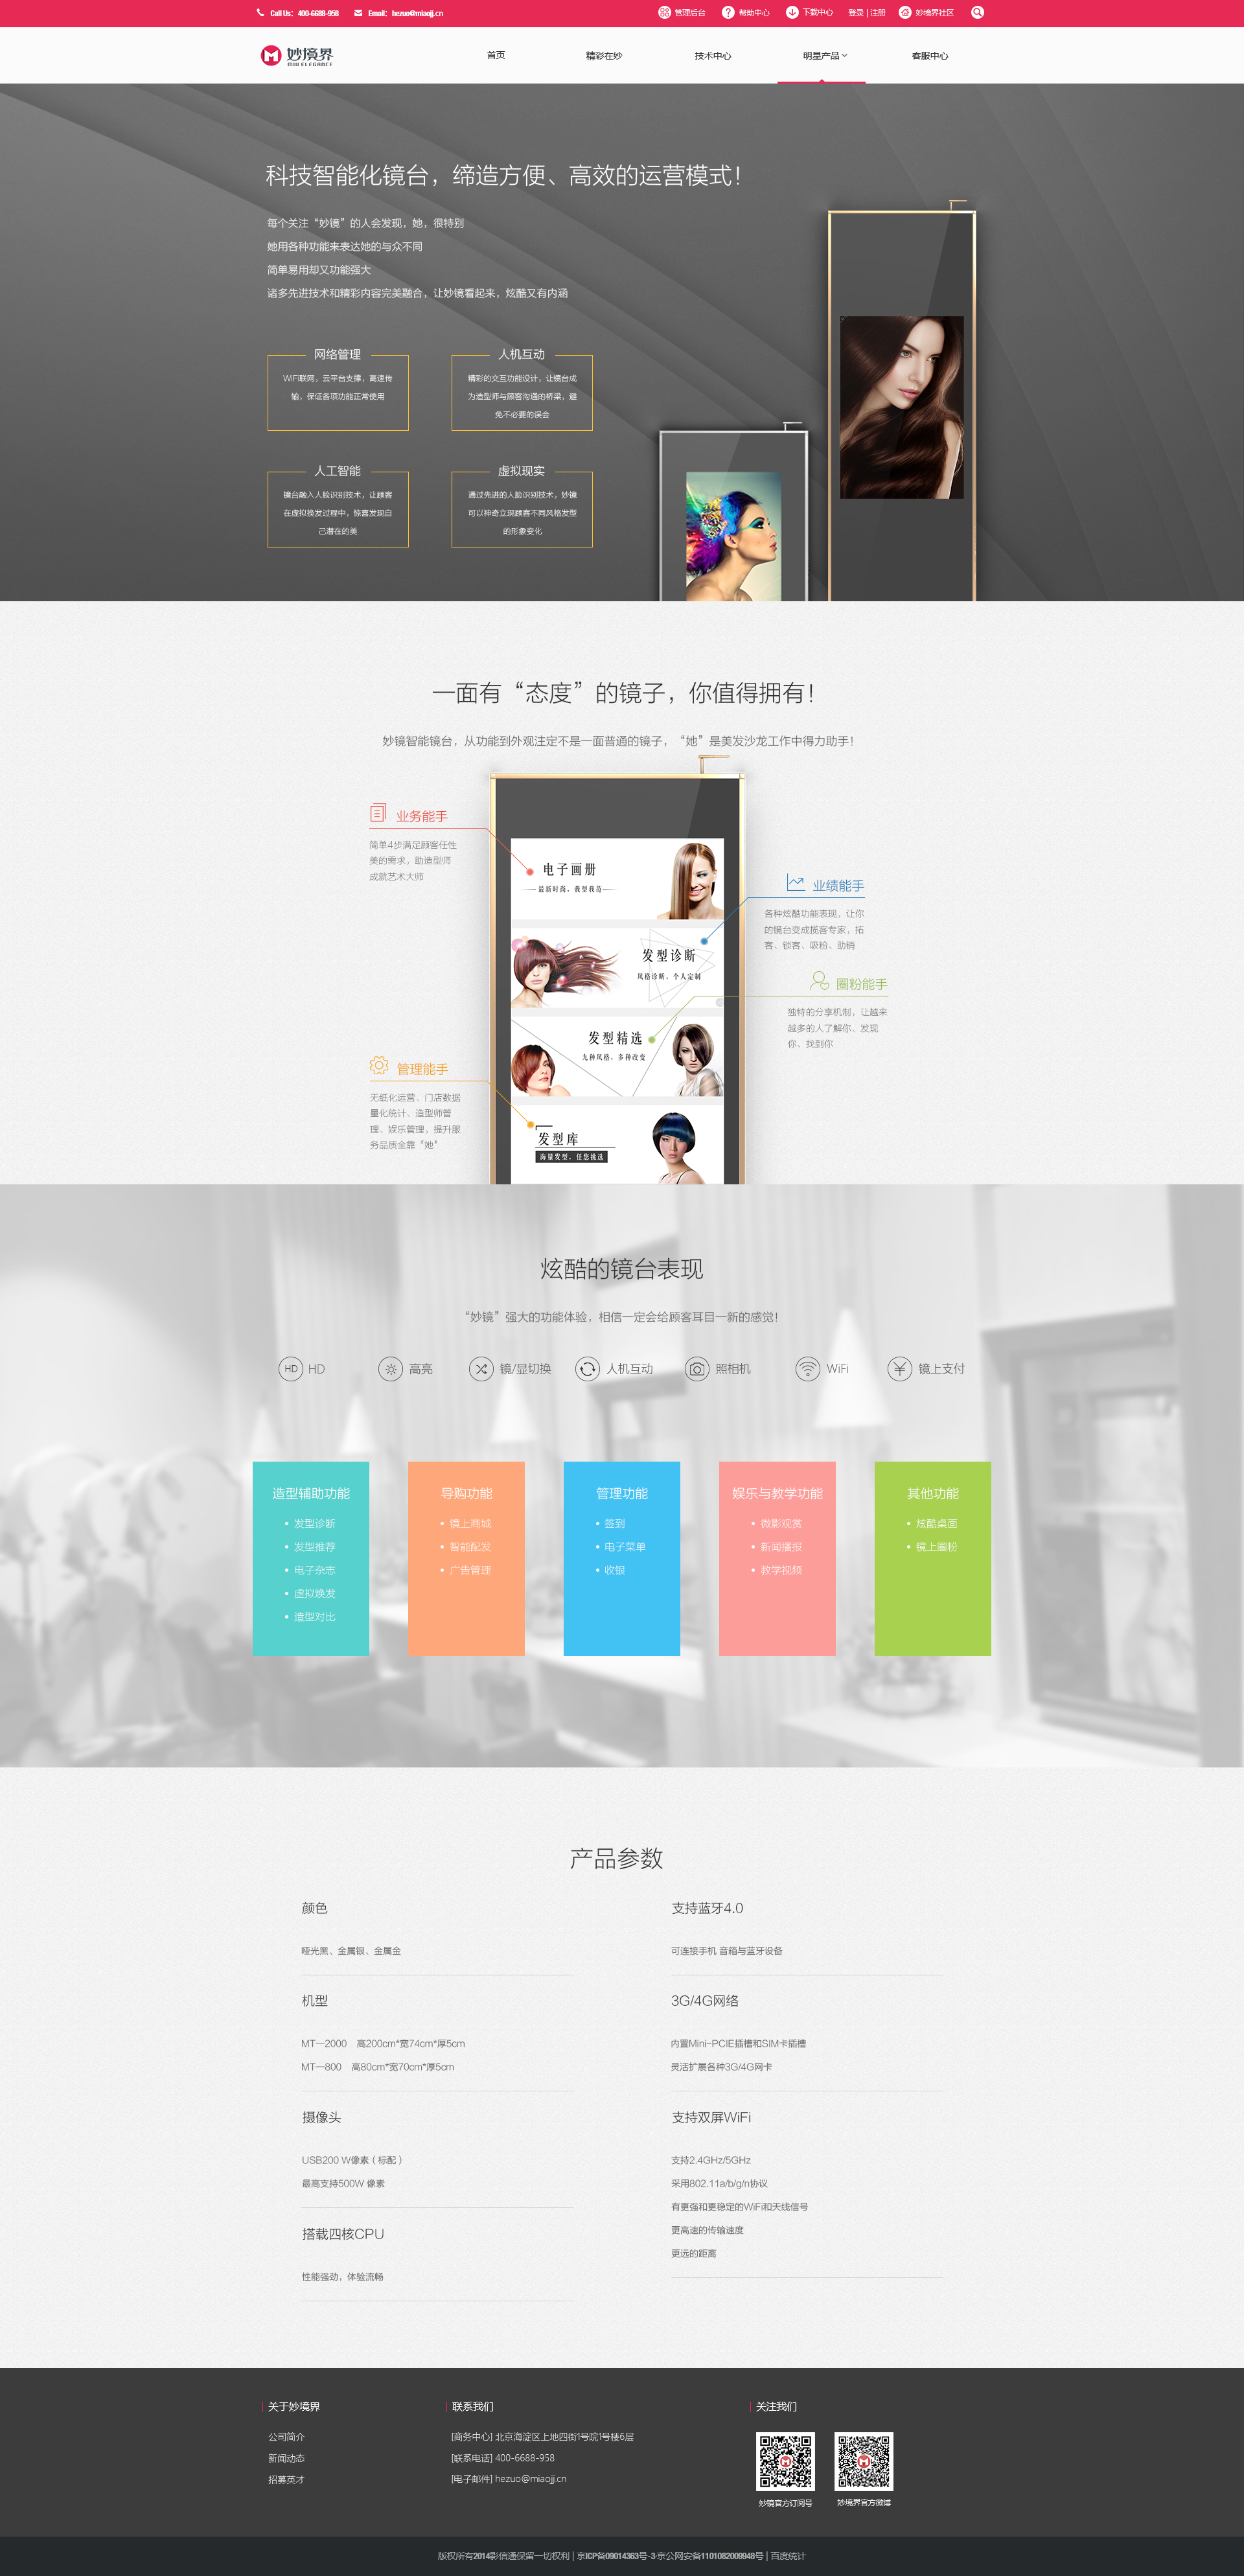 Call Us: 400-6688-958
Email: hezuo@miaojj.cn
管理后台
帮助中心
下载中心
登录 | 注册
妙境界社区
妙境界
MIU ELEGANCE
首页
精彩在妙
技术中心
明星产品
客服中心
科技智能化镜台，缔造方便、高效的运营模式！
每个关注“妙镜”的人会发现，她，很特别
她用各种功能来表达她的与众不同
简单易用却又功能强大
诸多先进技术和精彩内容完美融合，让妙镜看起来，炫酷又有内涵
网络管理
WiFi联网，云平台支撑，高速传
输，保证各项功能正常使用
人机互动
精彩的交互功能设计，让镜台成
为造型师与顾客沟通的桥梁，避
免不必要的误会
人工智能
镜台融入人脸识别技术，让顾客
在虚拟换发过程中，惊喜发现自
己潜在的美
虚拟现实
通过先进的人脸识别技术，妙镜
可以神奇立现顾客不同风格发型
的形象变化
一面有“态度”的镜子，你值得拥有！
妙镜智能镜台，从功能到外观注定不是一面普通的镜子，“她”是美发沙龙工作中得力助手！
业务能手
简单4步满足顾客任性
美的需求，助造型师
成就艺术大师
电子画册
最新时尚、我型我范
业绩能手
各种炫酷功能表现，让你
的镜台变成揽客专家，拓
客、锁客、吸粉、助销
发型诊断
风格诊断、个人定制
圈粉能手
独特的分享机制，让越来
越多的人了解你、发现
你、找到你
发型精选
九种风格，多种改变
管理能手
无纸化运营、门店数据
量化统计、造型师管
理、娱乐管理，提升服
务品质全靠“她”
发型库
海量发型，任您挑选
炫酷的镜台表现
“妙镜”强大的功能体验，相信一定会给顾客耳目一新的感觉！
HD
HD
高亮
镜/显切换
人机互动
照相机
WiFi
镜上支付
造型辅助功能
• 发型诊断
• 发型推荐
• 电子杂志
• 虚拟焕发
• 造型对比
导购功能
• 镜上商城
• 智能配发
• 广告管理
管理功能
• 签到
• 电子菜单
• 收银
娱乐与教学功能
• 微影观赏
• 新闻播报
• 教学视频
其他功能
• 炫酷桌面
• 镜上圈粉
产品参数
颜色
哑光黑、金属银、金属金
机型
MT—2000 高200cm*宽74cm*厚5cm
MT—800 高80cm*宽70cm*厚5cm
摄像头
USB200 W像素（标配）
最高支持500W 像素
搭载四核CPU
性能强劲，体验流畅
支持蓝牙4.0
可连接手机 音箱与蓝牙设备
3G/4G网络
内置Mini-PCIE插槽和SIM卡插槽
灵活扩展各种3G/4G网卡
支持双屏WiFi
支持2.4GHz/5GHz
采用802.11a/b/g/n协议
有更强和更稳定的WiFi和天线信号
更高速的传输速度
更远的距离
关于妙境界
公司简介
新闻动态
招募英才
联系我们
[商务中心] 北京海淀区上地四街1号院1号楼6层
[联系电话] 400-6688-958
[电子邮件] hezuo@miaojj.cn
关注我们
妙镜官方订阅号
妙境界官方微博
版权所有2014影信通保留一切权利 | 京ICP备09014363号-3·京公网安备1101082009948号 | 百度统计